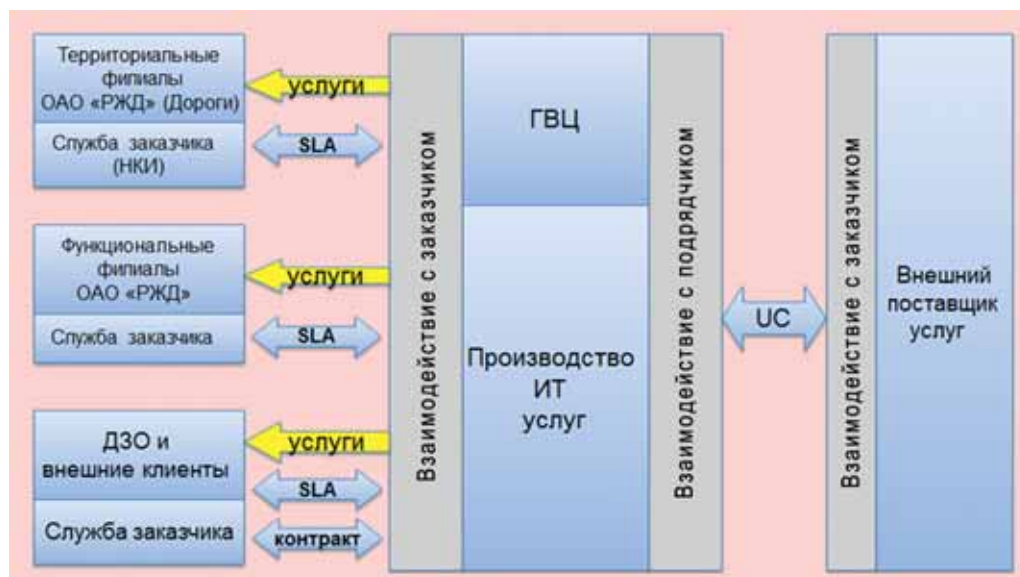 Территориальные
филиалы
ОАО «РЖД» (Дороги)
Служба заказчика
(НКИ)
услуги
SLA
Функциональные
филиалы
ОАО «РЖД»
Служба заказчика
услуги
SLA
ДЗО и
внешние клиенты
Служба заказчика
услуги
SLA
контракт
Взаимодействие с заказчиком
ГВЦ
Производство
ИТ
услуг
Взаимодействие с подрядчиком
UC
Взаимодействие с заказчиком
Внешний
поставщик
услуг